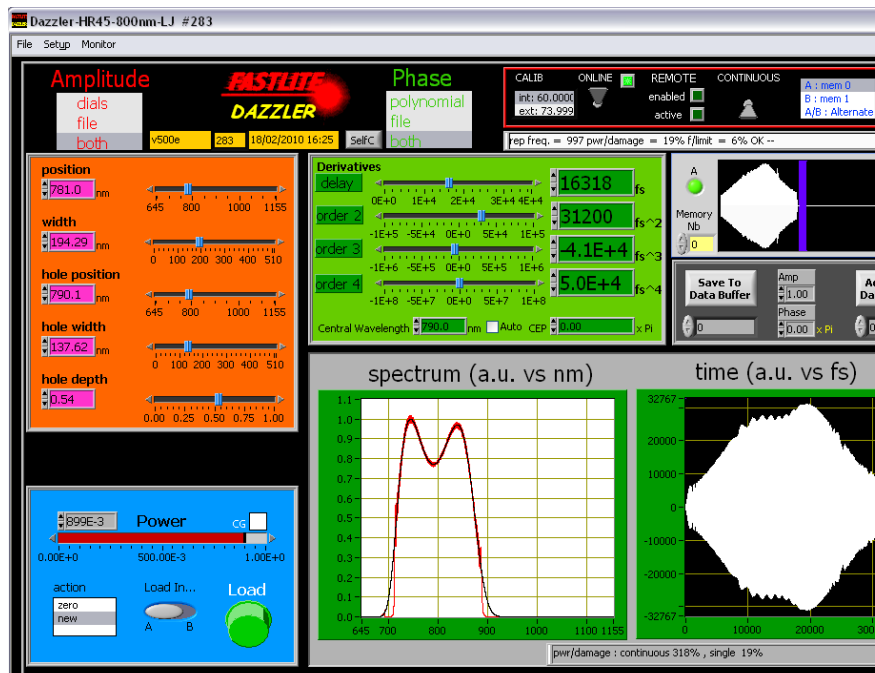 Dazzler-HR45-800nm-LJ #283
File Setup Monitor
Amplitude
dials
file
both
FASTLITE
DAZZLER
v500e 283 18/02/2010 16:25 SelfC
Phase
polynomial
file
both
CALIB ONLINE REMOTE CONTINUOUS
int: 60.0000
ext: 73.999
enabled
active
A : mem 0
B : mem 1
A/B : Alternate
rep freq. = 997 pwr/damage = 19% f/limit = 6% OK --
position
781.0 nm
645 800 1000 1155
width
194.29 nm
0 100 200 300 400 510
hole position
790.1 nm
645 800 1000 1155
hole width
137.62 nm
0 100 200 300 400 510
hole depth
0.54
0.00 0.25 0.50 0.75 1.00
Derivatives
delay 16318 fs
0E+0 1E+4 2E+4 3E+4 4E+4
order 2 31200 fs^2
-1E+5 -5E+4 0E+0 5E+4 1E+5
order 3 -4.1E+4 fs^3
-1E+6 -5E+5 0E+0 5E+5 1E+6
order 4 5.0E+4 fs^4
-1E+8 -5E+7 0E+0 5E+7 1E+8
Central Wavelength 790.0 nm Auto CEP 0.00 x Pi
A
Memory
Nb
0
Save To
Data Buffer
0
Amp
1.00
Phase
0.00 x Pi
0
899E-3 Power CG
0.00E+0 500.00E-3 1.00E+0
action
zero
new
Load In...
A B
Load
spectrum (a.u. vs nm)
1.1
1.0
0.9
0.8
0.7
0.6
0.5
0.4
0.3
0.2
0.1
0.0
645 700 800 900 1000 1100 1155
time (a.u. vs fs)
32767
20000
10000
0
-10000
-20000
-32767
0 10000 20000 30000
pwr/damage : continuous 318% , single 19%